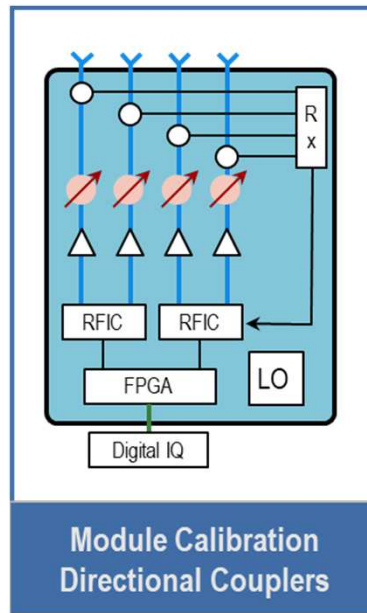 R
x
RFIC
RFIC
LO
FPGA
Digital IQ
Module Calibration
Directional Couplers